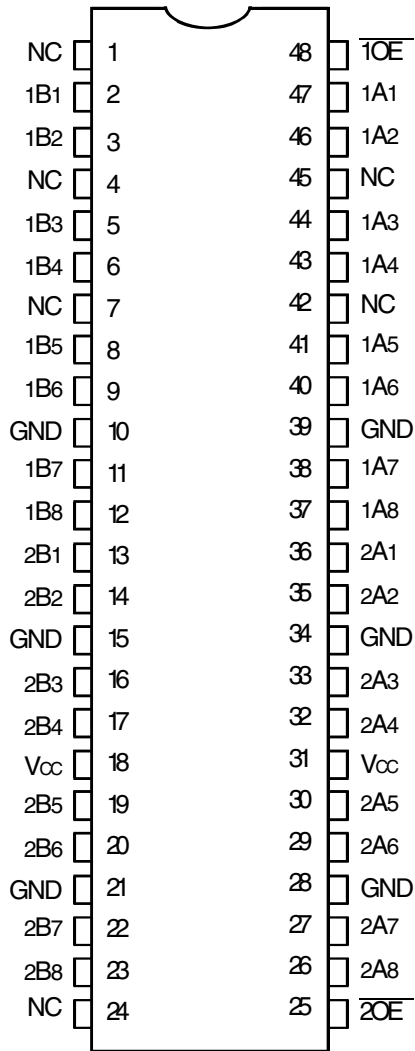 NC 1 48 1OE
1B1 2 47 1A1
1B2 3 46 1A2
NC 4 45 NC
1B3 5 44 1A3
1B4 6 43 1A4
NC 7 42 NC
1B5 8 41 1A5
1B6 9 40 1A6
GND 10 39 GND
1B7 11 38 1A7
1B8 12 37 1A8
2B1 13 36 2A1
2B2 14 35 2A2
GND 15 34 GND
2B3 16 33 2A3
2B4 17 32 2A4
VCC 18 31 VCC
2B5 19 30 2A5
2B6 20 29 2A6
GND 21 28 GND
2B7 22 27 2A7
2B8 23 26 2A8
NC 24 25 2OE